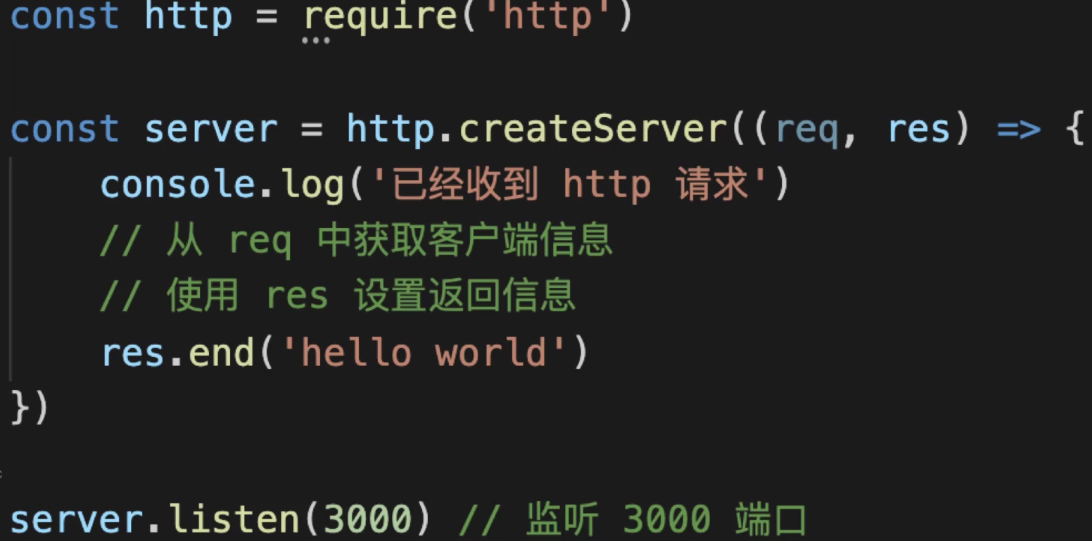 const http = require('http')
const server = http.createServer((req, res) => {
console.log('已经收到 http 请求')
// 从 req 中获取客户端信息
// 使用 res 设置返回信息
res.end('hello world')
})
server.listen(3000) // 监听 3000 端口